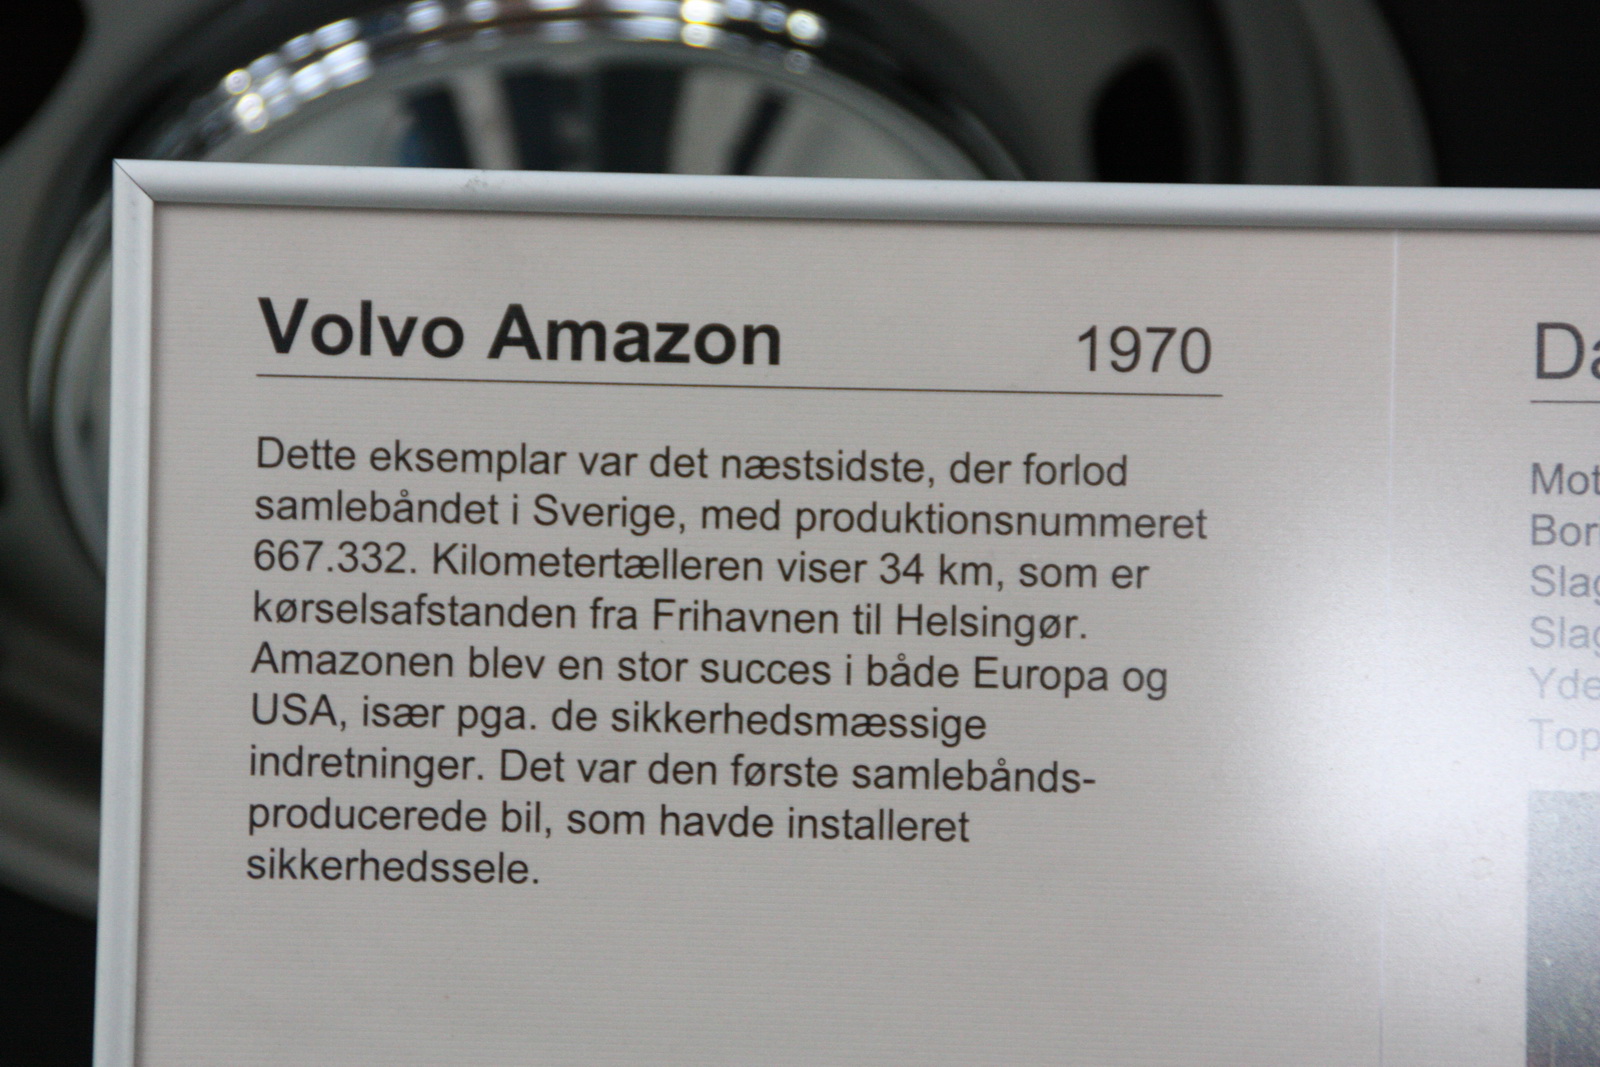 Volvo Amazon 1970
Dette eksemplar var det næstsidste, der forlod
samlebåndet i Sverige, med produktionsnummeret
667.332. Kilometertælleren viser 34 km, som er
kørselsafstanden fra Frihavnen til Helsingør.
Amazonen blev en stor succes i både Europa og
USA, især pga. de sikkerhedsmæssige
indretninger. Det var den første samlebånds-
producerede bil, som havde installeret
sikkerhedssele.